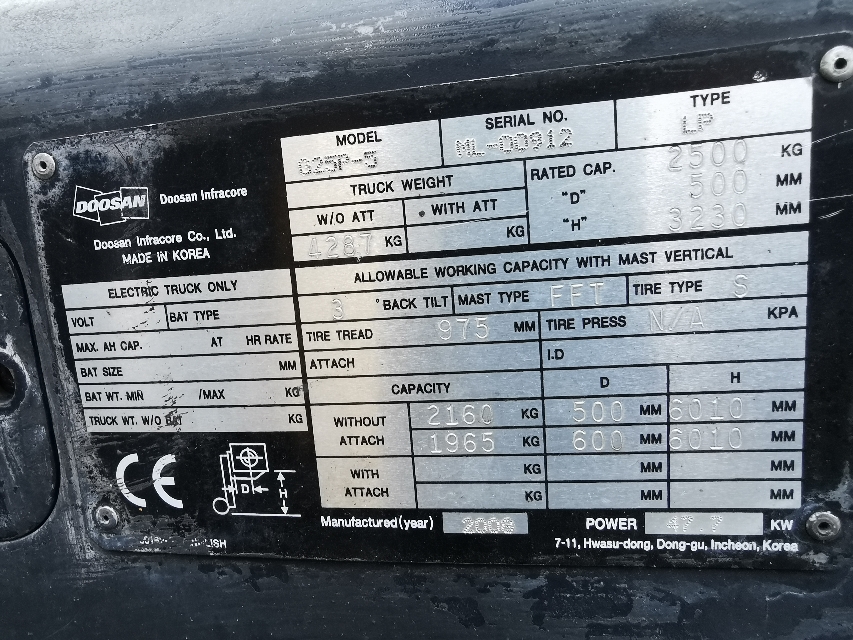 MODEL
G25P-5
SERIAL NO.
ML-00912
TYPE
LP
DOOSAN Doosan Infracore
Doosan Infracore Co., Ltd.
MADE IN KOREA
TRUCK WEIGHT
W/O ATT WITH ATT
4287 KG KG
RATED CAP. 2500 KG
"D" 500 MM
"H" 3230 MM
ELECTRIC TRUCK ONLY
VOLT BAT TYPE
MAX. AH CAP. AT HR RATE
BAT SIZE MM
BAT WT. MIN /MAX KG
TRUCK WT. W/O BAT KG
ALLOWABLE WORKING CAPACITY WITH MAST VERTICAL
3 °BACK TILT MAST TYPE FFT TIRE TYPE S
TIRE TREAD 975 MM TIRE PRESS N/A KPA
ATTACH I.D
CAPACITY D H
WITHOUT ATTACH
2160 KG 500 MM 6010 MM
1965 KG 600 MM 6010 MM
WITH ATTACH
KG MM MM
KG MM MM
CE
D
H
Manufactured(year) POWER 47.7 KW
7-11, Hwasu-dong, Dong-gu, Incheon, Korea